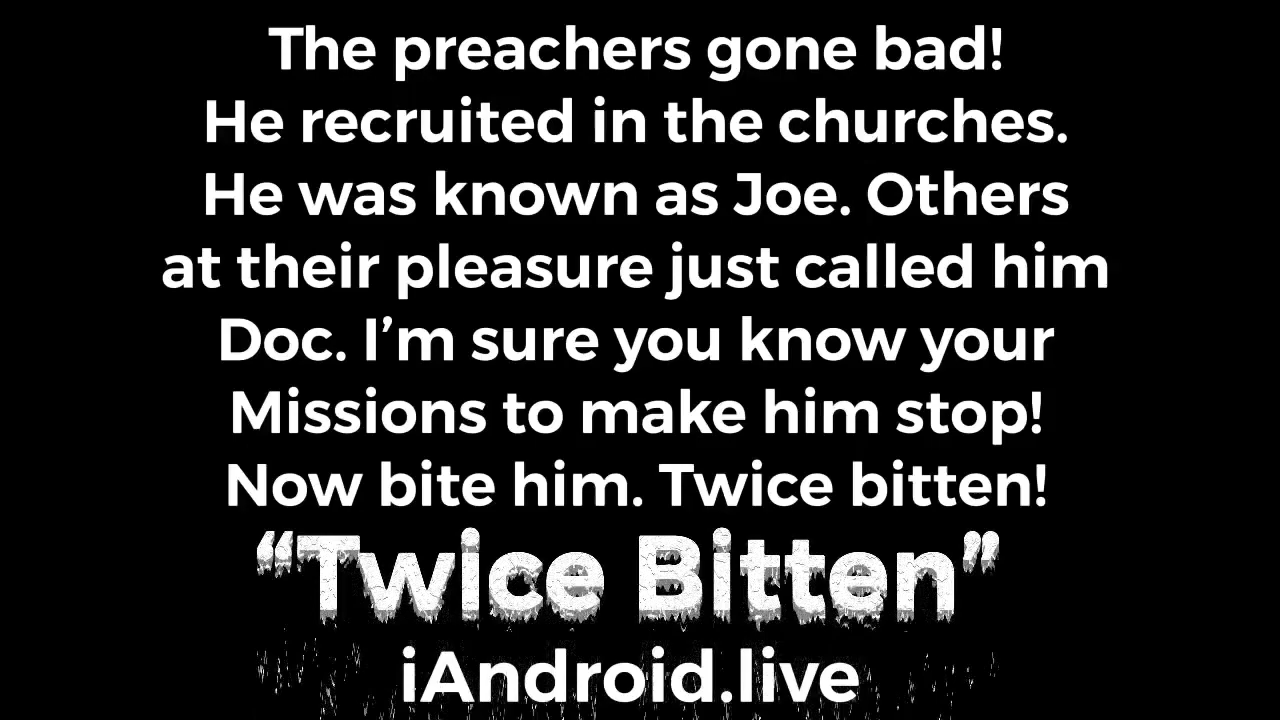 The preachers gone bad!
He recruited in the churches.
He was known as Joe. Others
at their pleasure just called him
Doc. I’m sure you know your
Missions to make him stop!
Now bite him. Twice bitten!
“Twice Bitten”
iAndroid.live